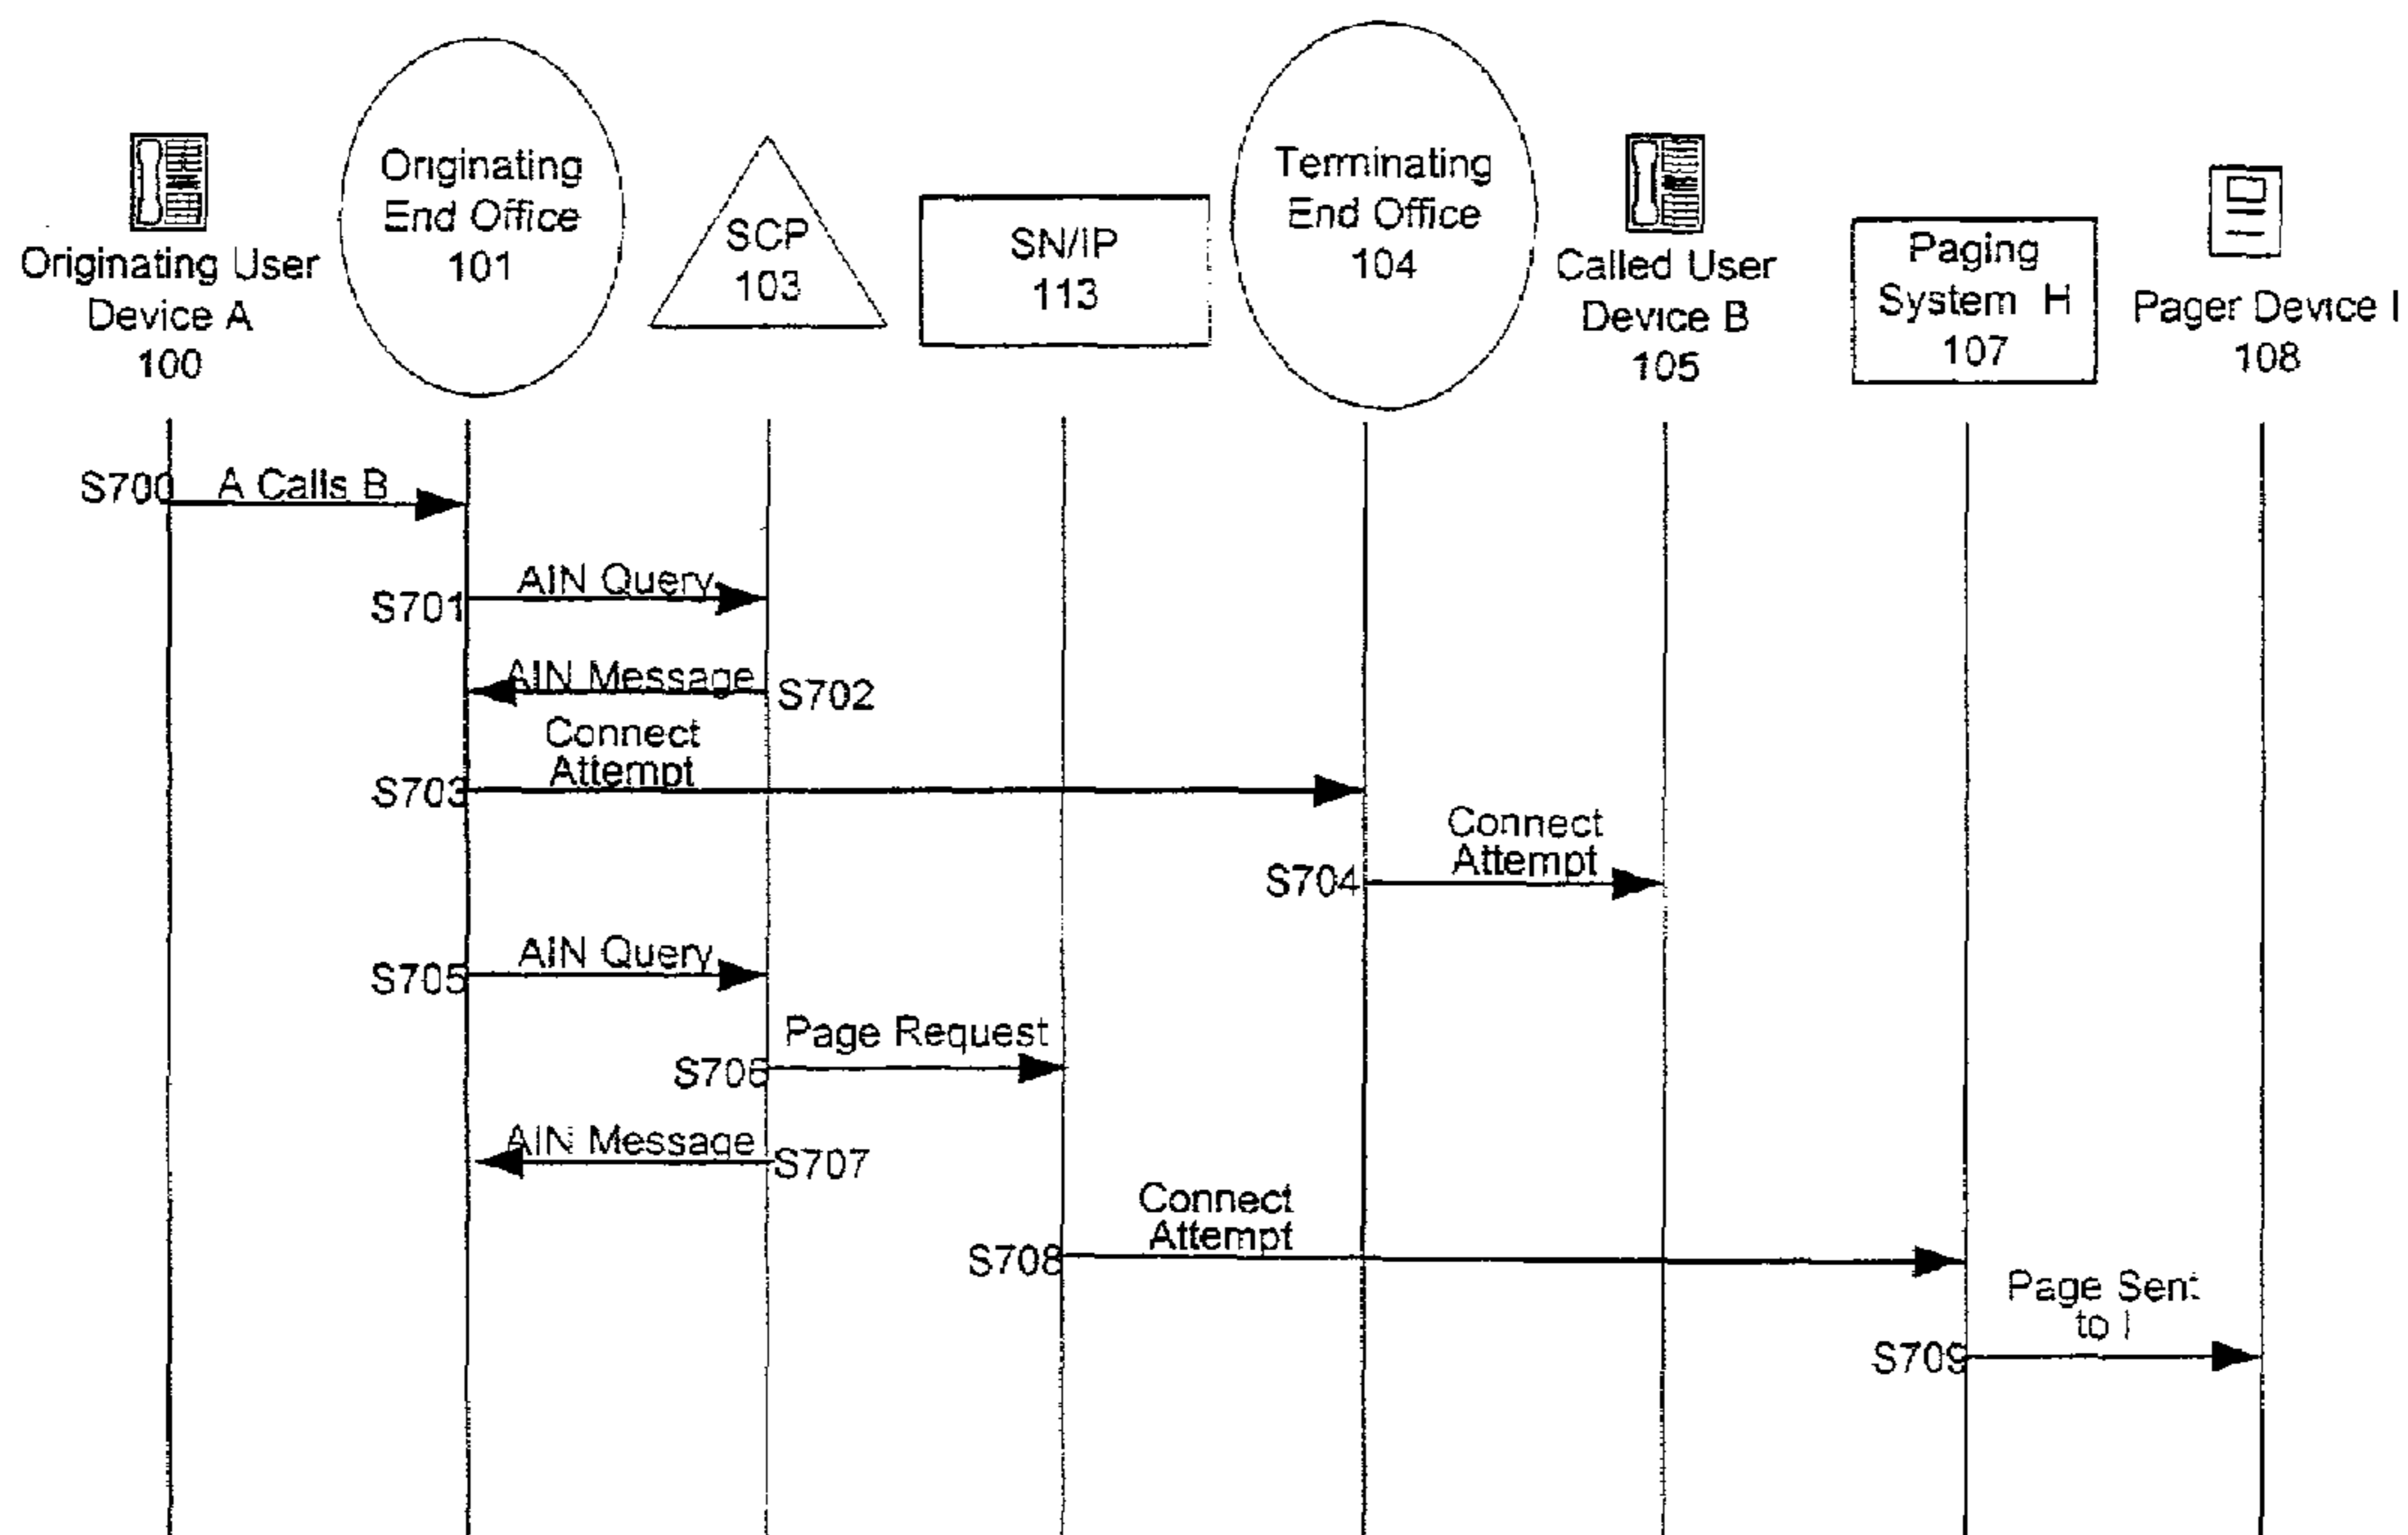 Originating User
Device A
100
Originating
End Office
101
SCP
103
SN/IP
113
Terminating
End Office
104
Called User
Device B
105
Paging
System H
107
Pager Device I
108
S700
A Calls B
S701
AIN Query
AIN Message
S702
Connect
Attempt
S703
Connect
Attempt
S704
AIN Query
S705
Page Request
S706
AIN Message
S707
Connect
Attempt
S708
Page Sent
to I
S709